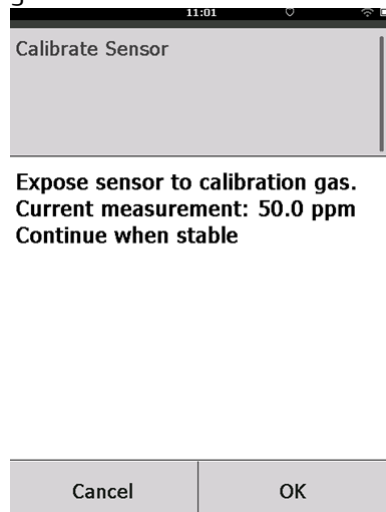 11:01
Calibrate Sensor
Expose sensor to calibration gas.
Current measurement: 50.0 ppm
Continue when stable
Cancel OK